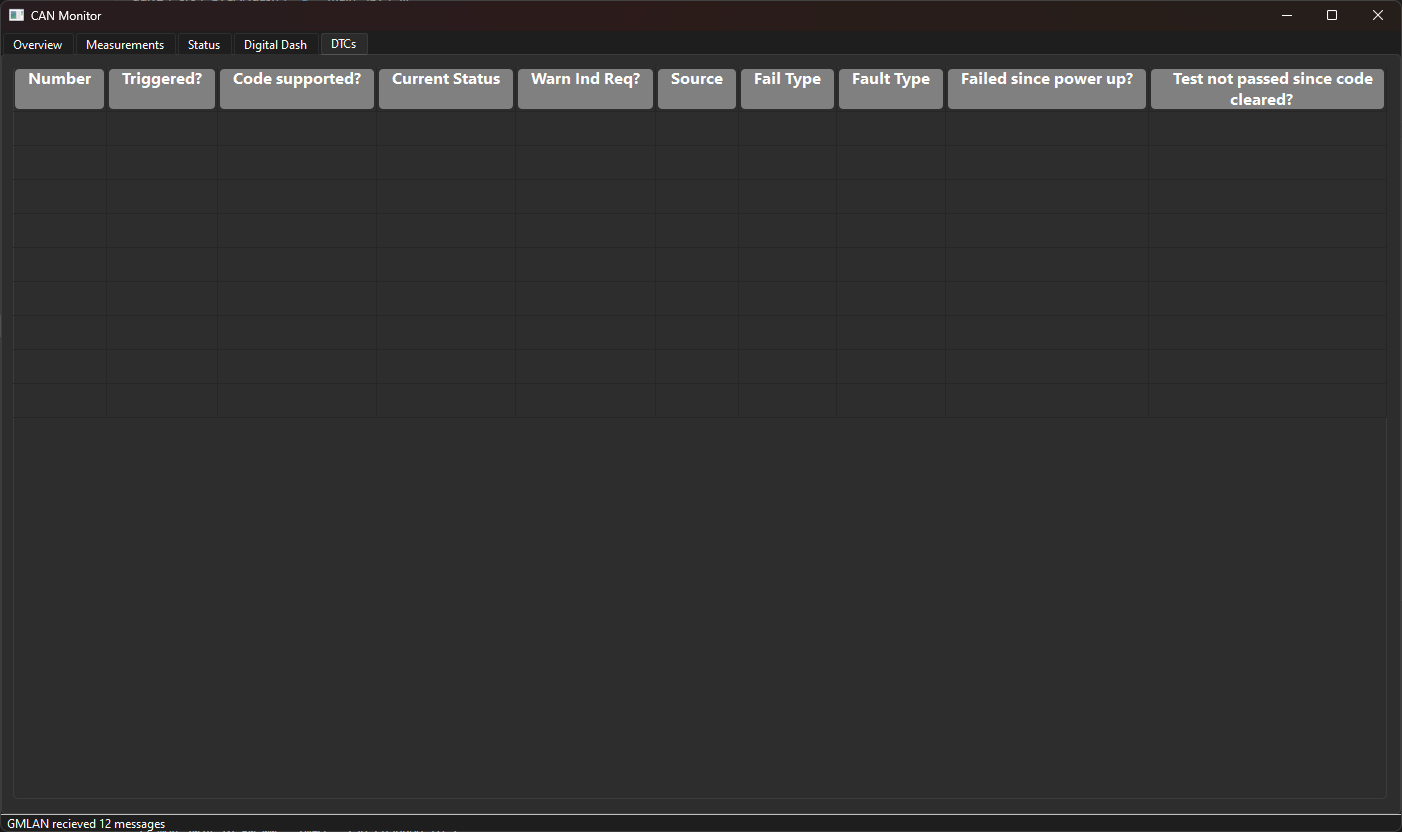 CAN Monitor
Overview Measurements Status Digital Dash DTCs
Number Triggered? Code supported? Current Status Warn Ind Req? Source Fail Type Fault Type Failed since power up? Test not passed since code
cleared?
GMLAN recieved 12 messages